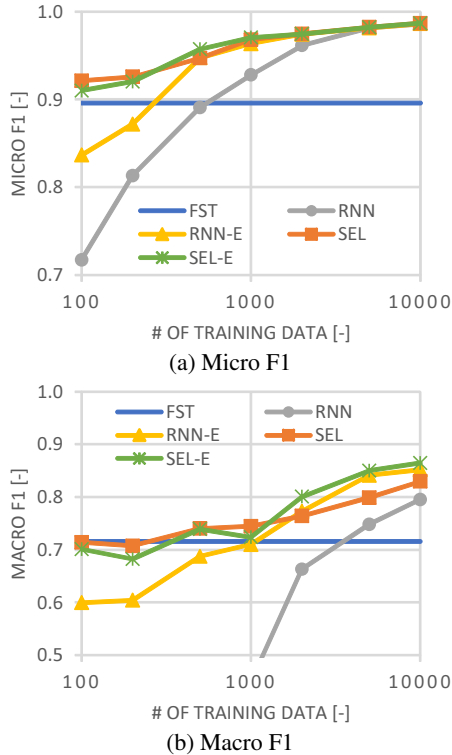 1.0
0.9
0.8
0.7
MICRO F1 [-]
FST RNN
RNN-E SEL
SEL-E
100 1000 10000
# OF TRAINING DATA [-]
(a) Micro F1
1.0
0.9
0.8
0.7
0.6
0.5
MACRO F1 [-]
FST RNN
RNN-E SEL
SEL-E
100 1000 10000
# OF TRAINING DATA [-]
(b) Macro F1